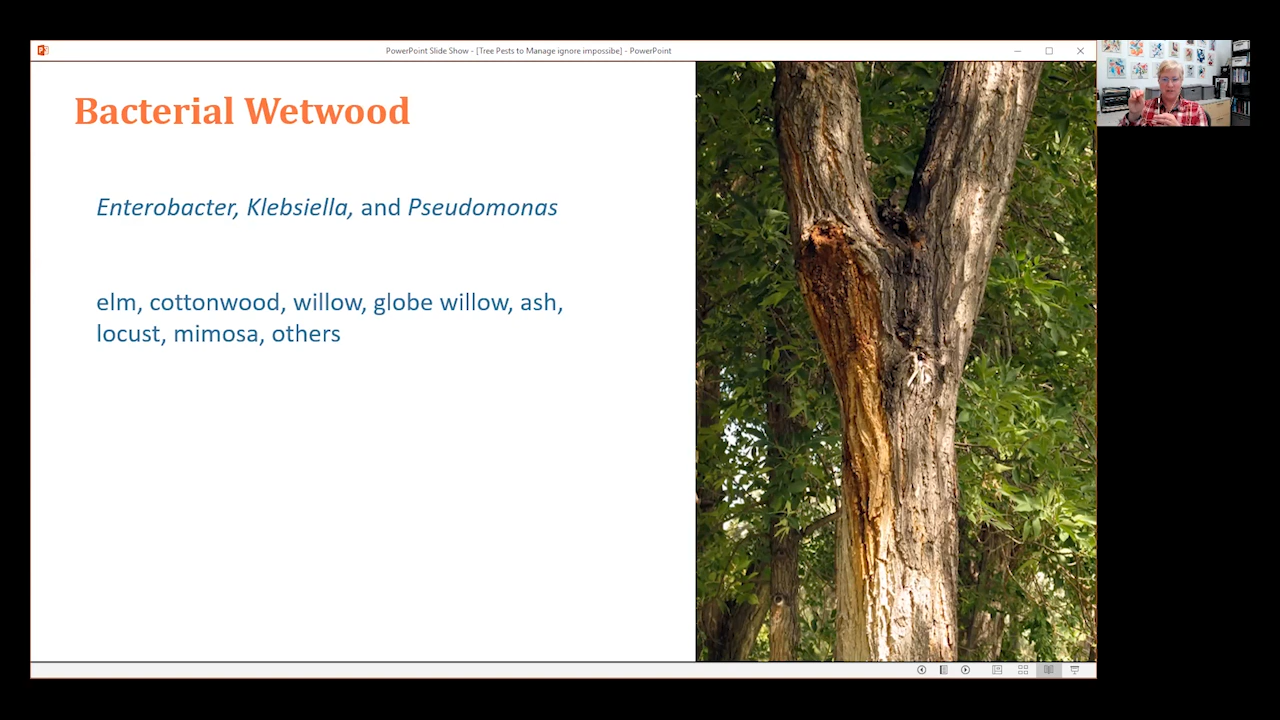 PowerPoint Slide Show - [Tree Pests to Manage ignore impossibe] - PowerPoint
Bacterial Wetwood
Enterobacter, Klebsiella, and Pseudomonas
elm, cottonwood, willow, globe willow, ash,
locust, mimosa, others